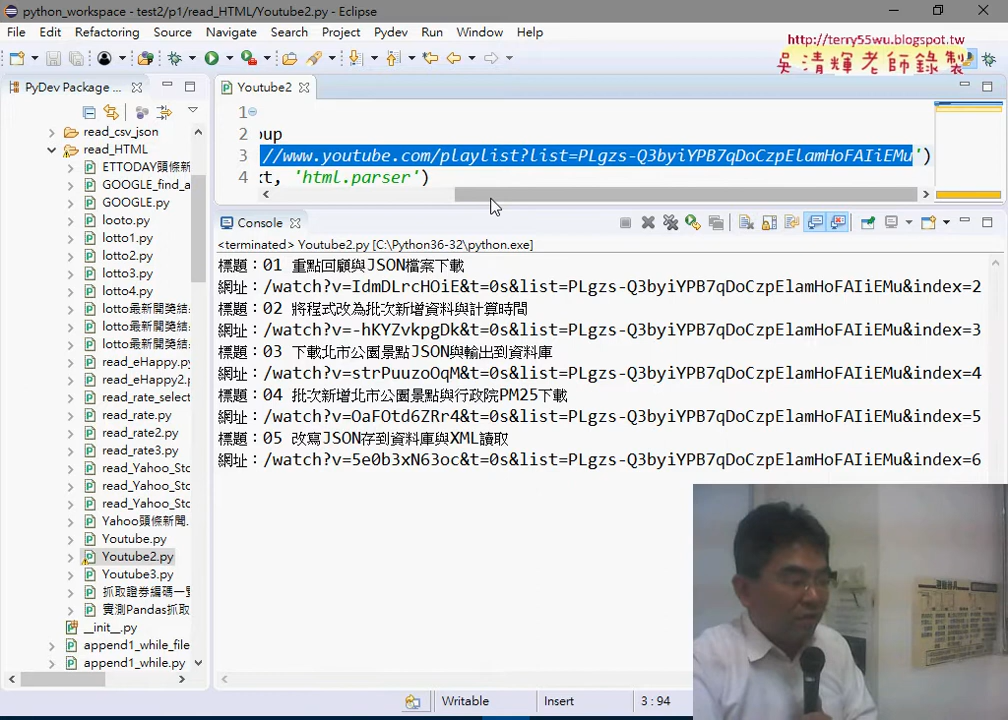 python_workspace - test2/p1/read_HTML/Youtube2.py - Eclipse
File Edit Refactoring Source Navigate Search Project Pydev Run Window Help
http://terry55wu.blogspot.tw
吳清輝老師錄製
PyDev Package ...
Youtube2
read_csv_json
read_HTML
ETTODAY頭條新
GOOGLE_find_a
GOOGLE.py
looto.py
lotto1.py
lotto2.py
lotto3.py
lotto4.py
lotto最新開獎結
lotto最新開獎結
lotto最新開獎結
read_eHappy.py
read_eHappy2.p
read_rate_select
read_rate.py
read_rate2.py
read_rate3.py
read_Yahoo_Sto
read_Yahoo_Sto
read_Yahoo_Sto
Yahoo頭條新聞.
Youtube.py
Youtube2.py
Youtube3.py
抓取證券編碼一覽
實測Pandas抓取
__init__.py
append1_while_file
append1_while.py
1
2 oup
3 //www.youtube.com/playlist?list=PLgzs-Q3byiYPB7qDoCzpElamHoFAIiEMu')
4 xt, 'html.parser')
Console
<terminated> Youtube2.py [C:\Python36-32\python.exe]
標題：01 重點回顧與JSON檔案下載
網址：/watch?v=IdmDLrcHOiE&t=0s&list=PLgzs-Q3byiYPB7qDoCzpElamHoFAIiEMu&index=2
標題：02 將程式改為批次新增資料與計算時間
網址：/watch?v=-hKYZvkpgDk&t=0s&list=PLgzs-Q3byiYPB7qDoCzpElamHoFAIiEMu&index=3
標題：03 下載北市公園景點JSON與輸出到資料庫
網址：/watch?v=strPuuzoOqM&t=0s&list=PLgzs-Q3byiYPB7qDoCzpElamHoFAIiEMu&index=4
標題：04 批次新增北市公園景點與行政院PM25下載
網址：/watch?v=OaFOtd6ZRr4&t=0s&list=PLgzs-Q3byiYPB7qDoCzpElamHoFAIiEMu&index=5
標題：05 改寫JSON存到資料庫與XML讀取
網址：/watch?v=5e0b3xN63oc&t=0s&list=PLgzs-Q3byiYPB7qDoCzpElamHoFAIiEMu&index=6
Writable Insert 3 : 94